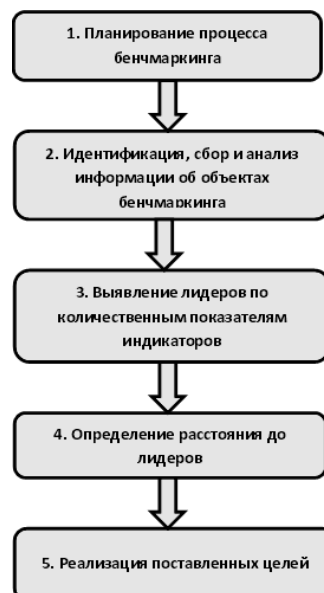 1. Планирование процесса
бенчмаркинга
2. Идентификация, сбор и анализ
информации об объектах
бенчмаркинга
3. Выявление лидеров по
количественным показателям
индикаторов
4. Определение расстояния до
лидеров
5. Реализация поставленных целей